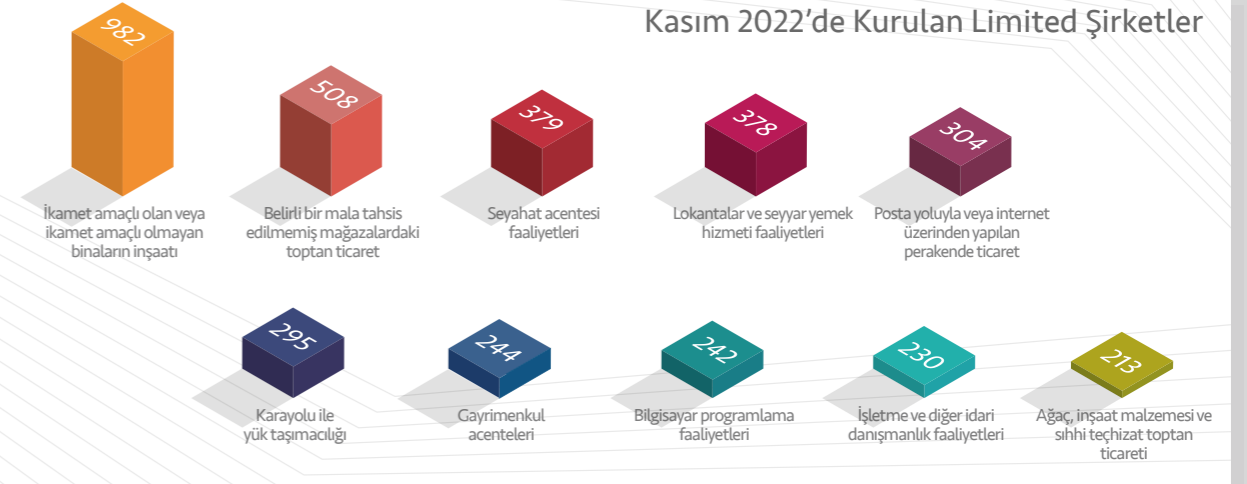 Kasım 2022’de Kurulan Limited Şirketler
982
İkamet amaçlı olan veya
ikamet amaçlı olmayan
binaların inşaatı
508
Belirli bir mala tahsis
edilmemiş mağazalardaki
toptan ticaret
379
Seyahat acentesi
faaliyetleri
378
Lokantalar ve seyyar yemek
hizmeti faaliyetleri
304
Posta yoluyla veya internet
üzerinden yapılan
perakende ticaret
295
Karayolu ile
yük taşımacılığı
244
Gayrimenkul
acenteleri
242
Bilgisayar programlama
faaliyetleri
230
İşletme ve diğer idari
danışmanlık faaliyetleri
213
Ağaç, inşaat malzemesi ve
sıhhi teçhizat toptan
ticareti